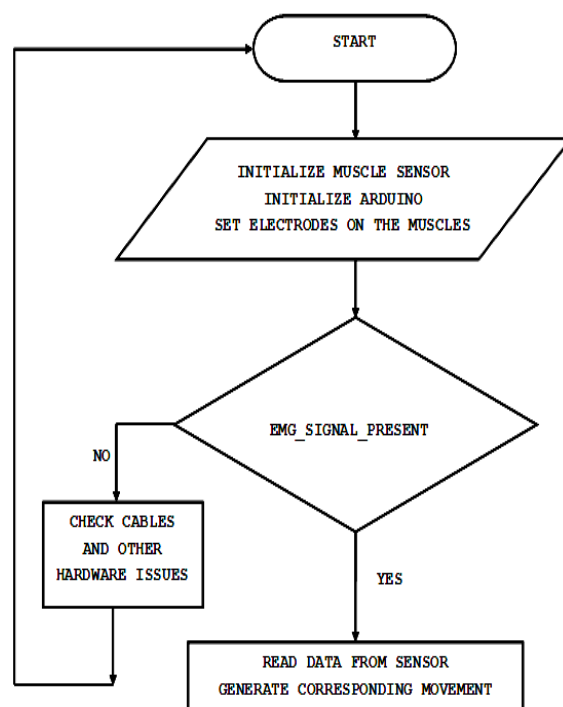 START
INITIALIZE MUSCLE SENSOR
INITIALIZE ARDUINO
SET ELECTRODES ON THE MUSCLES
EMG_SIGNAL_PRESENT
NO
CHECK CABLES
AND OTHER
HARDWARE ISSUES
YES
READ DATA FROM SENSOR
GENERATE CORRESPONDING MOVEMENT